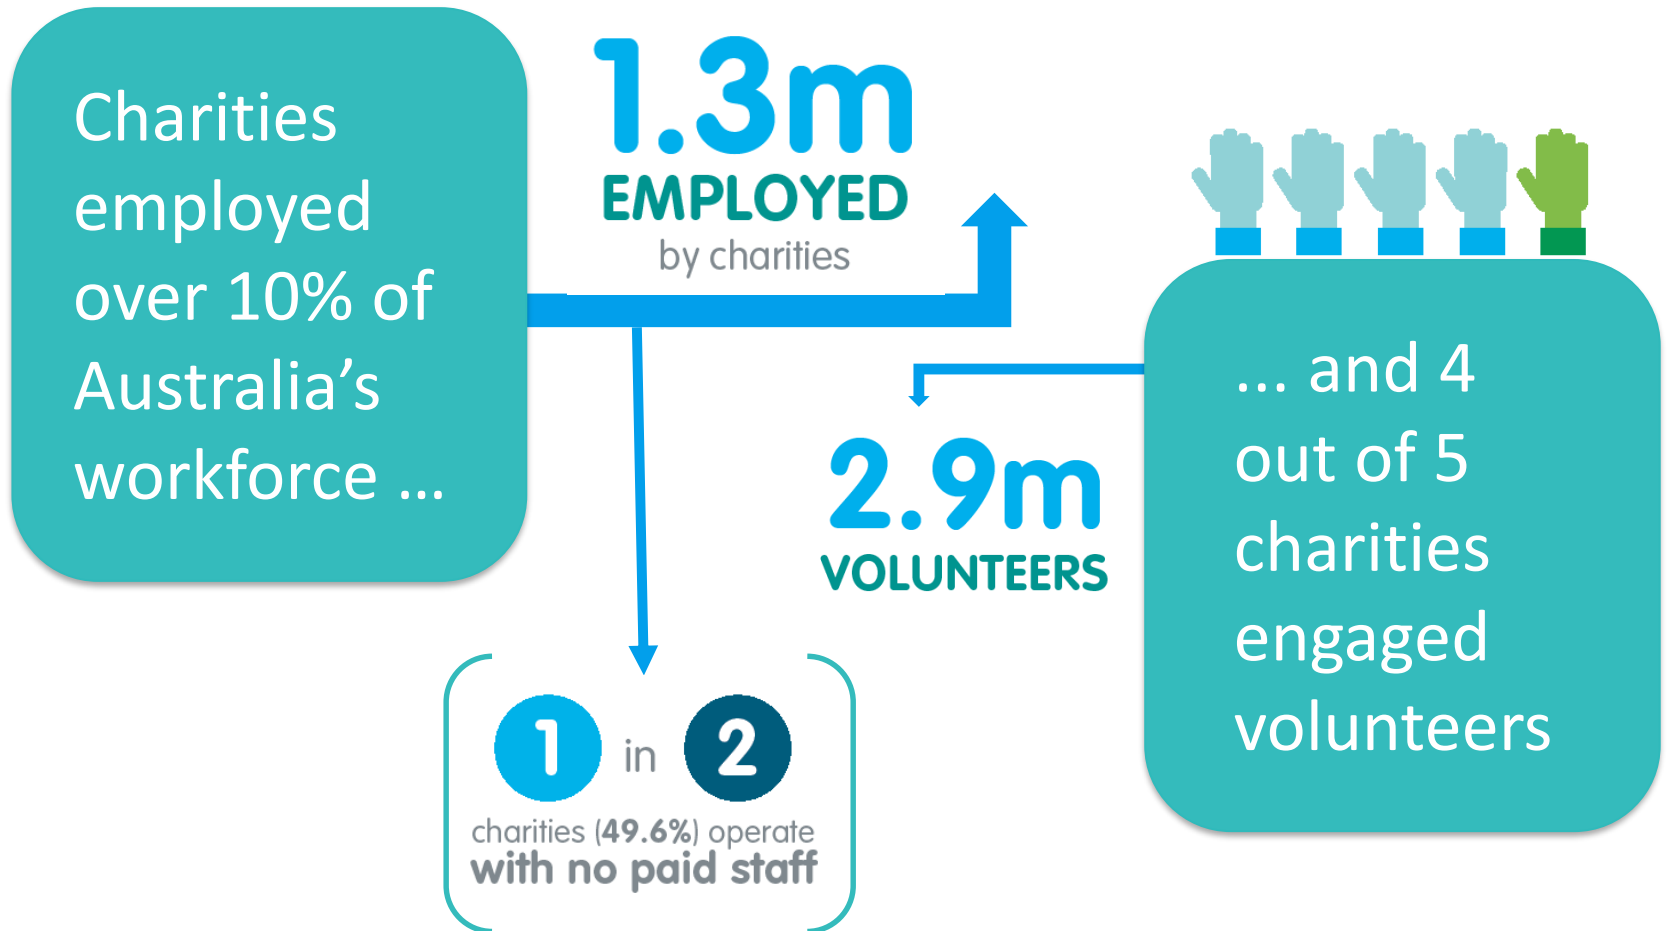 Charities
employed
over 10% of
Australia’s
workforce ...
1.3m
EMPLOYED
by charities
... and 4
out of 5
charities
engaged
volunteers
2.9m
VOLUNTEERS
1 in 2
charities (49.6%) operate
with no paid staff